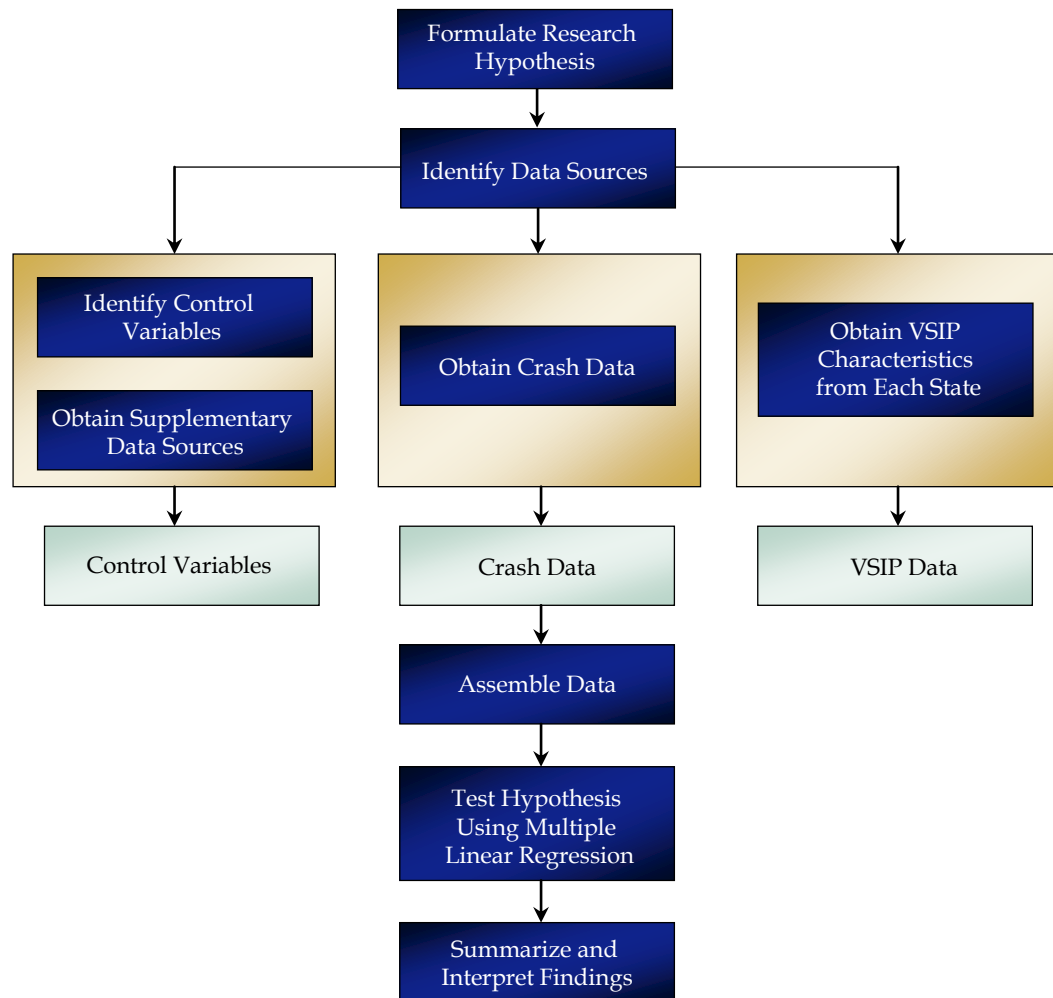 Formulate Research
Hypothesis
Identify Data Sources
Identify Control
Variables
Obtain Supplementary
Data Sources
Obtain Crash Data
Obtain VSIP
Characteristics
from Each State
Control Variables
Crash Data
VSIP Data
Assemble Data
Test Hypothesis
Using Multiple
Linear Regression
Summarize and
Interpret Findings